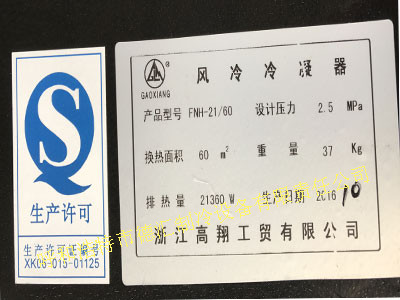 生产许可
生产许可证编号
XK06-015-01125
GAOXIANG
®
风冷冷凝器
产品型号 FNH-21/60 设计压力 2.5 MPa
换热面积 60 m² 重量 37 Kg
排热量 21360 W 生产日期 2016 10
浙江高翔工贸有限公司